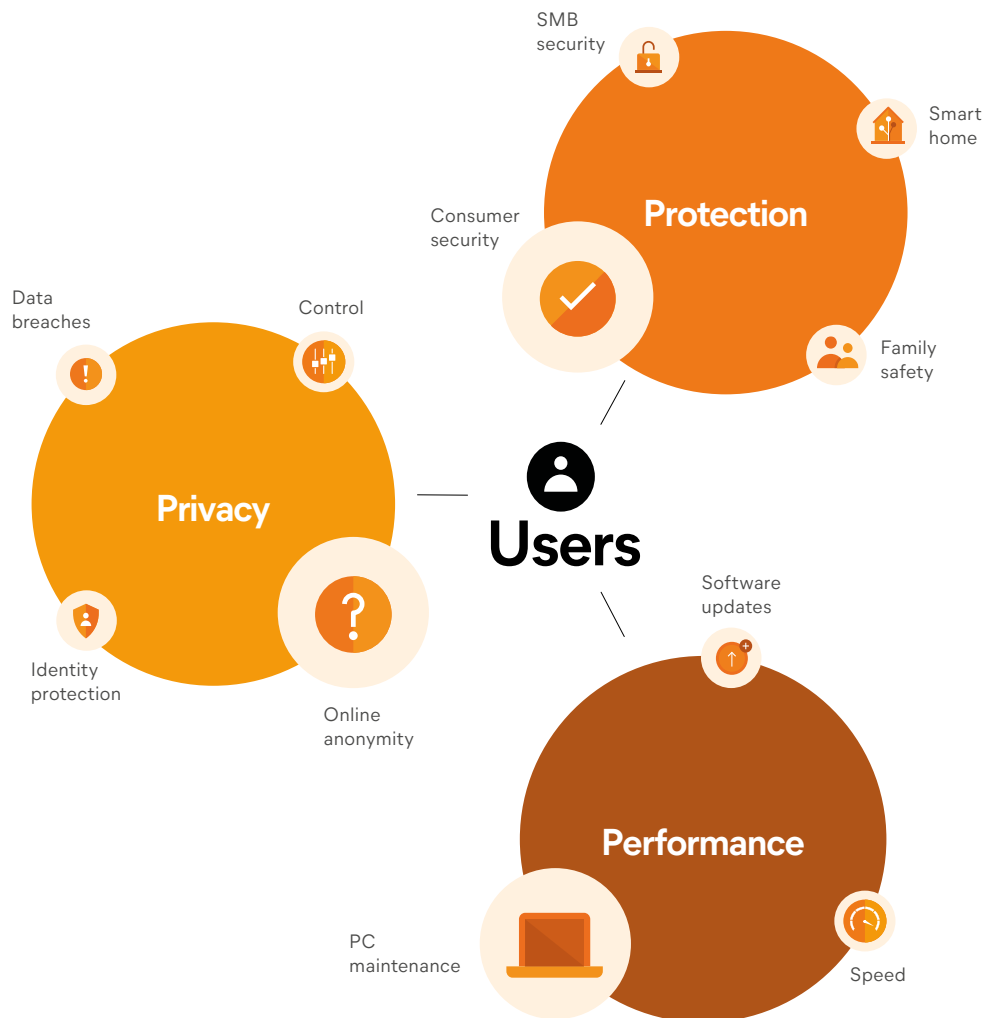 SMB
security
Smart
home
Protection
Consumer
security
Family
safety
Data
breaches
Control
Privacy
Identity
protection
Online
anonymity
Users
Software
updates
Performance
PC
maintenance
Speed